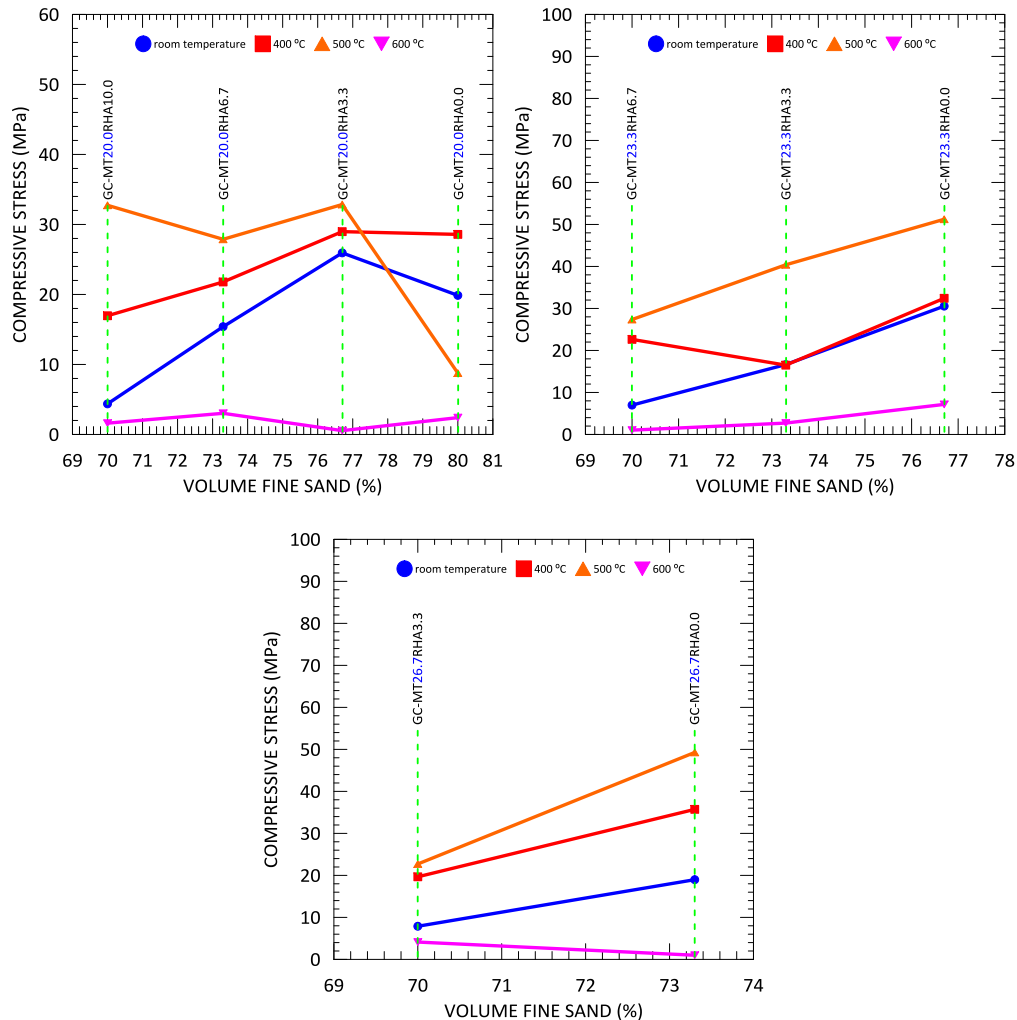 60
50
40
30
20
10
0
COMPRESSIVE STRESS (MPa)
room temperature 400 ºC 500 ºC 600 ºC
GC-MT20.0RHA10.0
GC-MT20.0RHA6.7
GC-MT20.0RHA3.3
GC-MT20.0RHA0.0
69 70 71 72 73 74 75 76 77 78 79 80 81
VOLUME FINE SAND (%)
100
90
80
70
60
50
40
30
20
10
0
COMPRESSIVE STRESS (MPa)
room temperature 400 ºC 500 ºC 600 ºC
GC-MT23.3RHA6.7
GC-MT23.3RHA3.3
GC-MT23.3RHA0.0
69 70 71 72 73 74 75 76 77 78
VOLUME FINE SAND (%)
100
90
80
70
60
50
40
30
20
10
0
COMPRESSIVE STRESS (MPa)
room temperature 400 ºC 500 ºC 600 ºC
GC-MT26.7RHA3.3
GC-MT26.7RHA0.0
69 70 71 72 73 74
VOLUME FINE SAND (%)